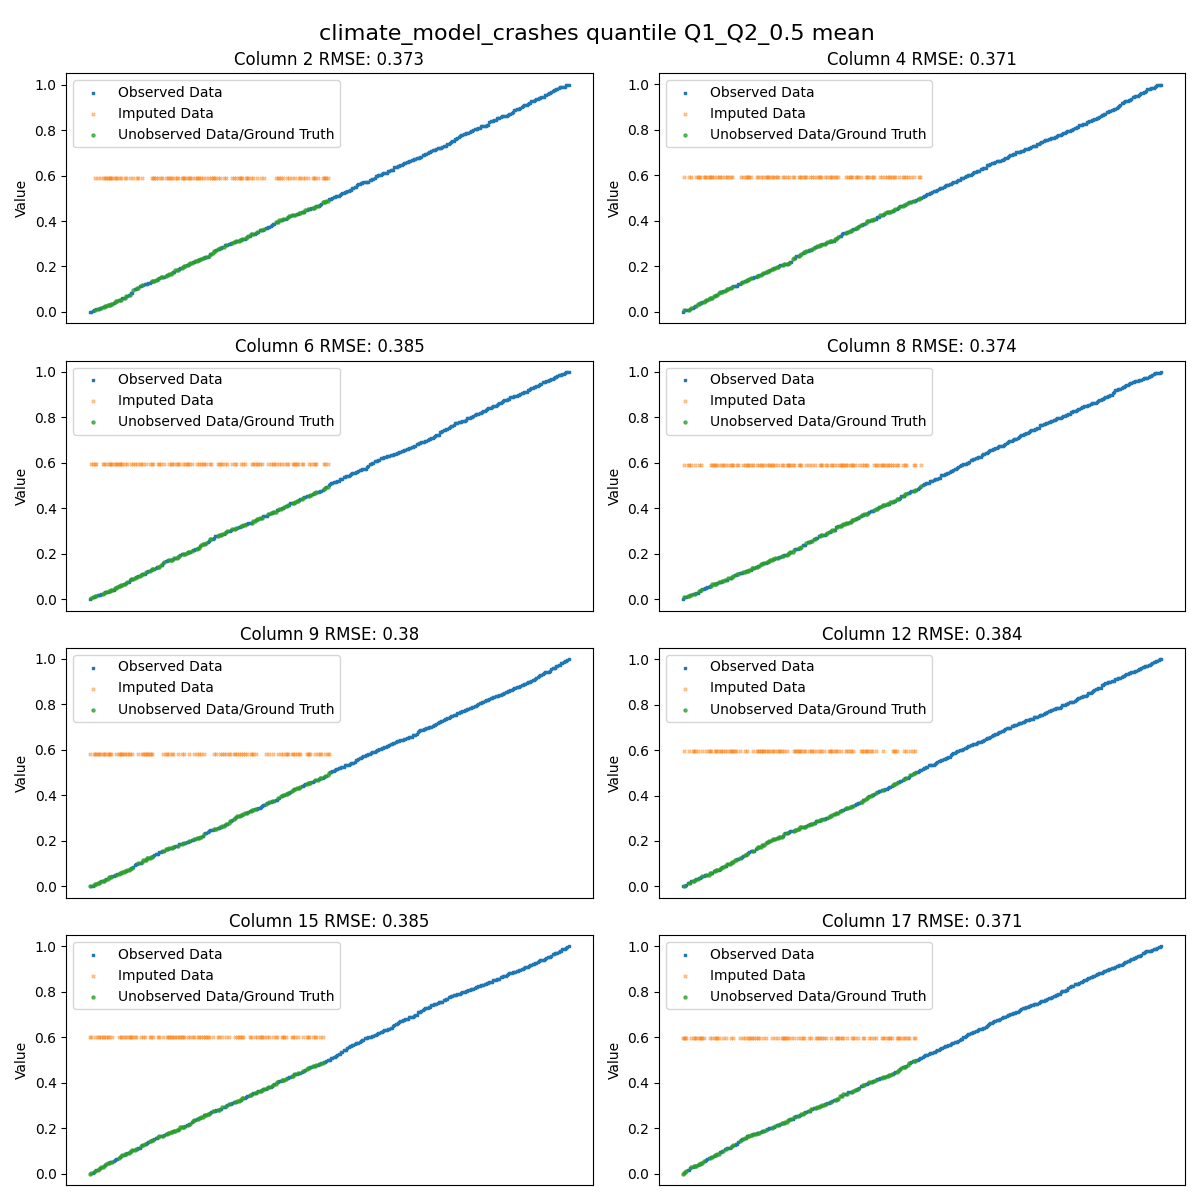 climate_model_crashes quantile Q1_Q2_0.5 mean
Column 2 RMSE: 0.373
Value
1.0
0.8
0.6
0.4
0.2
0.0
Observed Data
Imputed Data
Unobserved Data/Ground Truth
Column 4 RMSE: 0.371
Value
1.0
0.8
0.6
0.4
0.2
0.0
Observed Data
Imputed Data
Unobserved Data/Ground Truth
Column 6 RMSE: 0.385
Value
1.0
0.8
0.6
0.4
0.2
0.0
Observed Data
Imputed Data
Unobserved Data/Ground Truth
Column 8 RMSE: 0.374
Value
1.0
0.8
0.6
0.4
0.2
0.0
Observed Data
Imputed Data
Unobserved Data/Ground Truth
Column 9 RMSE: 0.38
Value
1.0
0.8
0.6
0.4
0.2
0.0
Observed Data
Imputed Data
Unobserved Data/Ground Truth
Column 12 RMSE: 0.384
Value
1.0
0.8
0.6
0.4
0.2
0.0
Observed Data
Imputed Data
Unobserved Data/Ground Truth
Column 15 RMSE: 0.385
Value
1.0
0.8
0.6
0.4
0.2
0.0
Observed Data
Imputed Data
Unobserved Data/Ground Truth
Column 17 RMSE: 0.371
Value
1.0
0.8
0.6
0.4
0.2
0.0
Observed Data
Imputed Data
Unobserved Data/Ground Truth